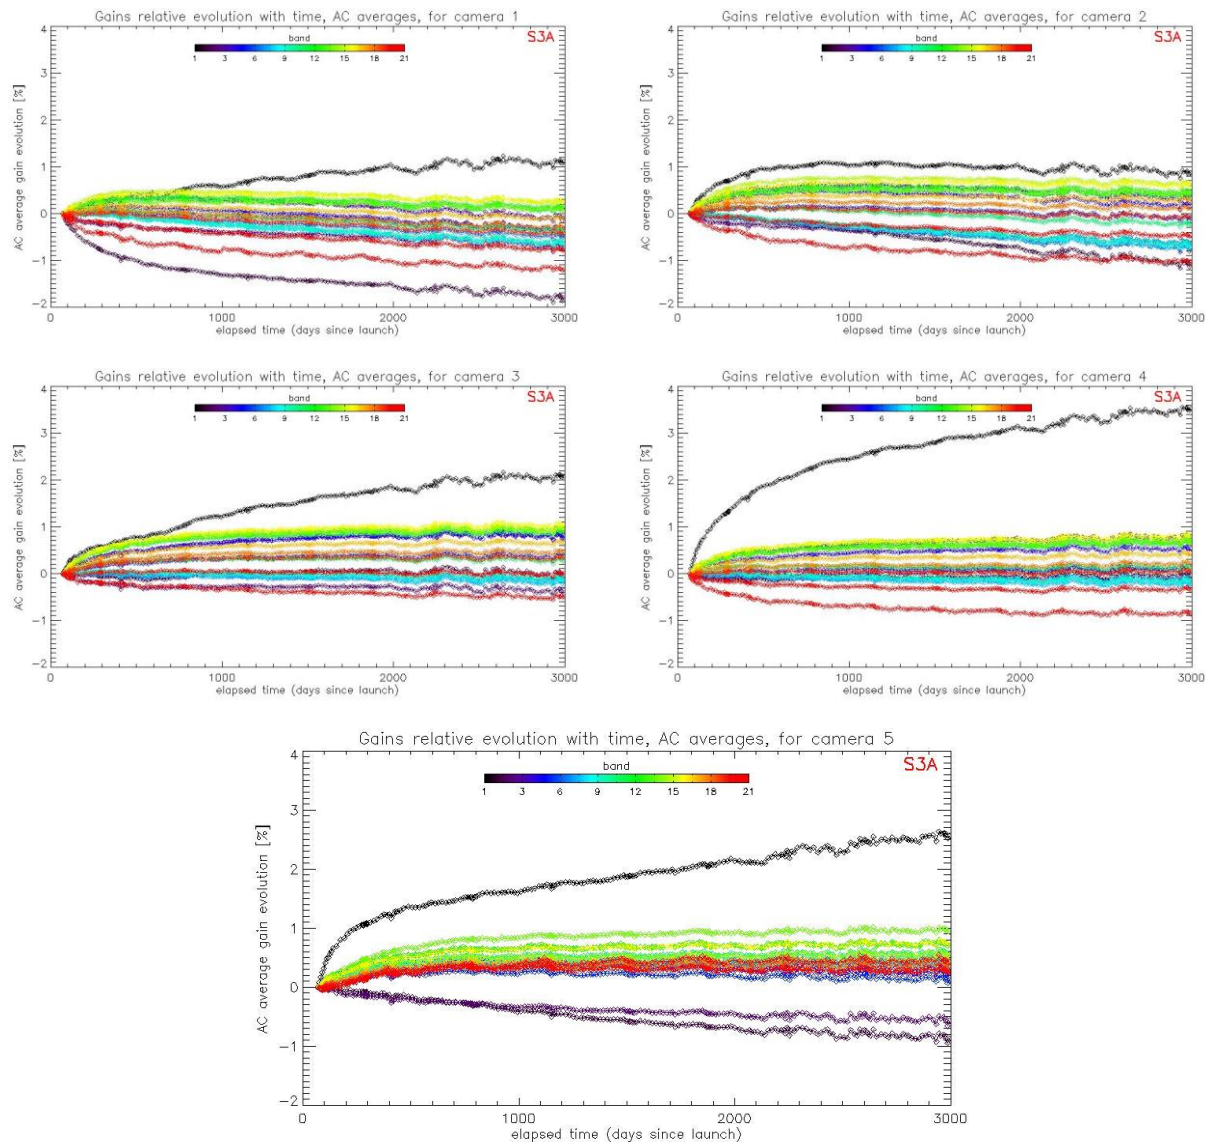 Gains relative evolution with time, AC averages, for camera 1
S3A
band
1 3 6 9 12 15 18 21
AC average gain evolution [%]
4
3
2
1
0
-1
-2
0 1000 2000 3000
elapsed time (days since launch)
Gains relative evolution with time, AC averages, for camera 2
S3A
band
1 3 6 9 12 15 18 21
AC average gain evolution [%]
4
3
2
1
0
-1
-2
0 1000 2000 3000
elapsed time (days since launch)
Gains relative evolution with time, AC averages, for camera 3
S3A
band
1 3 6 9 12 15 18 21
AC average gain evolution [%]
4
3
2
1
0
-1
-2
0 1000 2000 3000
elapsed time (days since launch)
Gains relative evolution with time, AC averages, for camera 4
S3A
band
1 3 6 9 12 15 18 21
AC average gain evolution [%]
4
3
2
1
0
-1
-2
0 1000 2000 3000
elapsed time (days since launch)
Gains relative evolution with time, AC averages, for camera 5
S3A
band
1 3 6 9 12 15 18 21
AC average gain evolution [%]
4
3
2
1
0
-1
-2
0 1000 2000 3000
elapsed time (days since launch)